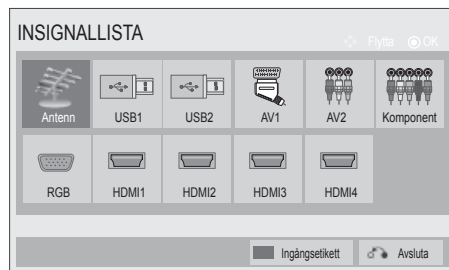 INSIGNALLISTA
Flytta OK
Antenn USB1 USB2 AV1 AV2 Komponent
RGB HDMI1 HDMI2 HDMI3 HDMI4
Ingångsetikett Avsluta